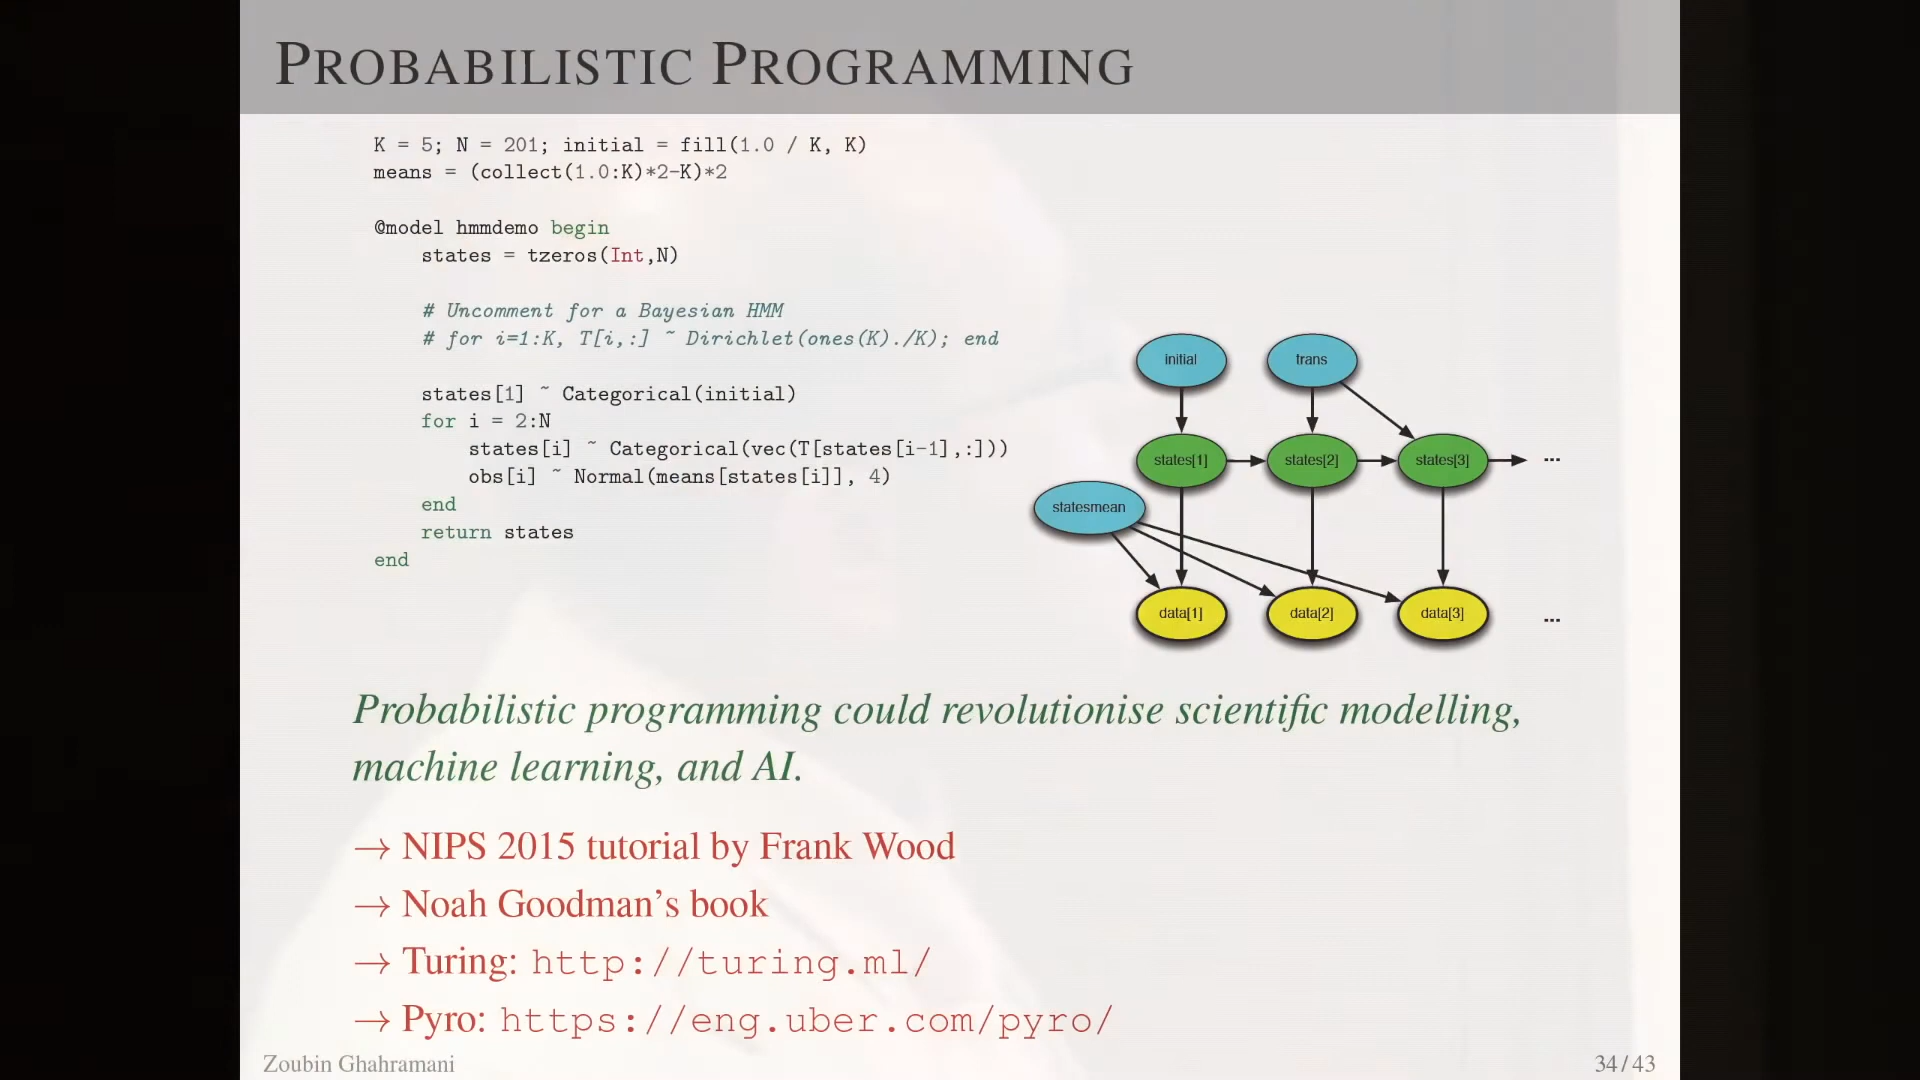 PROBABILISTIC PROGRAMMING
K = 5; N = 201; initial = fill(1.0 / K, K)
means = (collect(1.0:K)*2-K)*2
@model hmmdemo begin
states = tzeros(Int,N)
# Uncomment for a Bayesian HMM
# for i=1:K, T[i,:] ~ Dirichlet(ones(K)./K); end
states[1] ~ Categorical(initial)
for i = 2:N
states[i] ~ Categorical(vec(T[states[i-1],:]))
obs[i] ~ Normal(means[states[i]], 4)
end
return states
end
initial trans
states[1] states[2] states[3] ...
statesmean
data[1] data[2] data[3] ...
Probabilistic programming could revolutionise scientific modelling,
machine learning, and AI.
→ NIPS 2015 tutorial by Frank Wood
→ Noah Goodman's book
→ Turing: http://turing.ml/
→ Pyro: https://eng.uber.com/pyro/
Zoubin Ghahramani 34/43